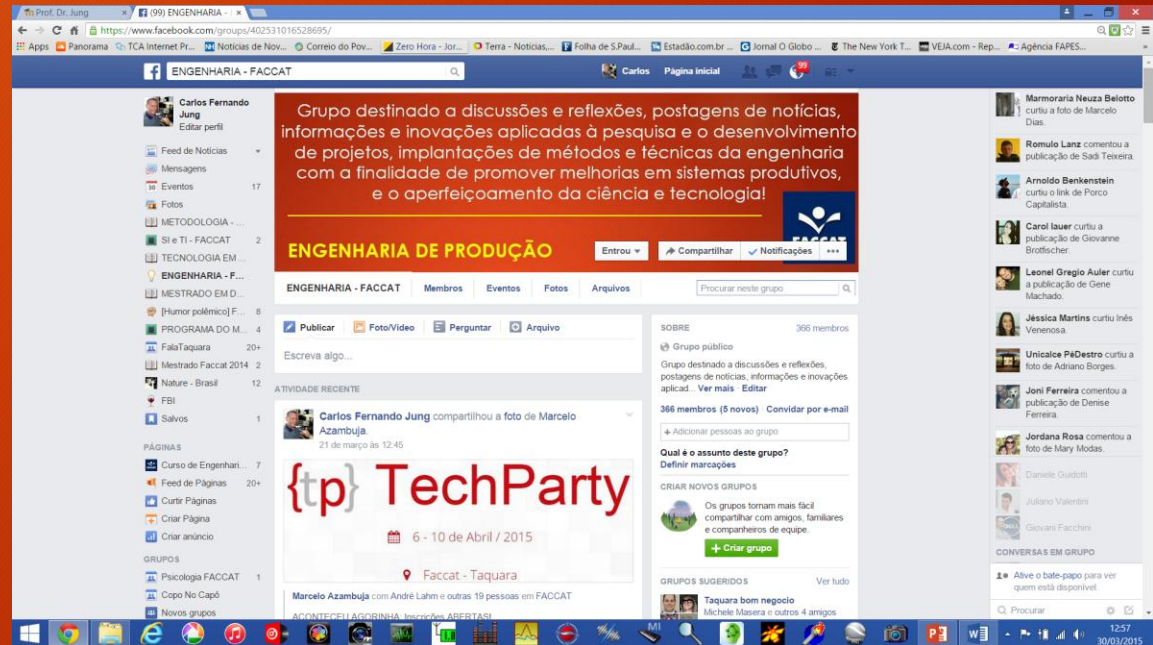 Prof. Dr. Jung
(99) ENGENHARIA -
https://www.facebook.com/groups/402531016528695/
Apps Panorama TCA Internet Pr... Notícias de Nov... Correio do Pov... Zero Hora - Jor... Terra - Notícias,... Folha de S.Paul... Estadão.com.br ... Jornal O Globo ... The New York T... VEJA.com - Rep... Agência FAPES...
ENGENHARIA - FACCAT
Carlos Página inicial 99
Carlos Fernando
Jung
Editar perfil
Feed de Notícias
Mensagens
Eventos 17
Fotos
METODOLOGIA - ...
SI e TI - FACCAT 2
TECNOLOGIA EM ...
ENGENHARIA - F...
MESTRADO EM D...
[Humor polêmico] F... 8
PROGRAMA DO M... 4
FalaTaquara 20+
Mestrado Faccat 2014 2
Nature - Brasil 12
FBI
Salvos 1
PÁGINAS
Curso de Engenhari... 7
Feed de Páginas 20+
Curtir Páginas
Criar Página
Criar anúncio
GRUPOS
Psicologia FACCAT 1
Copo No Capô
Novos grupos
Grupo destinado a discussões e reflexões, postagens de notícias,
informações e inovações aplicadas à pesquisa e o desenvolvimento
de projetos, implantações de métodos e técnicas da engenharia
com a finalidade de promover melhorias em sistemas produtivos,
e o aperfeiçoamento da ciência e tecnologia!
FACCAT
ENGENHARIA DE PRODUÇÃO
Entrou Compartilhar Notificações
ENGENHARIA - FACCAT Membros Eventos Fotos Arquivos Procurar neste grupo
Publicar Foto/Vídeo Perguntar Arquivo
Escreva algo...
ATIVIDADE RECENTE
Carlos Fernando Jung compartilhou a foto de Marcelo
Azambuja.
21 de março às 12:45
{tp} TechParty
6 - 10 de Abril / 2015
Faccat - Taquara
Marcelo Azambuja com André Lahm e outras 19 pessoas em FACCAT
ACONTECEU AGORINHA: Inscrições ABERTAS!
SOBRE 366 membros
Grupo público
Grupo destinado a discussões e reflexões,
postagens de notícias, informações e inovações
aplicad... Ver mais · Editar
366 membros (5 novos) · Convidar por e-mail
+ Adicionar pessoas ao grupo
Qual é o assunto deste grupo?
Definir marcações
CRIAR NOVOS GRUPOS
Os grupos tornam mais fácil
compartilhar com amigos, familiares
e companheiros de equipe.
+ Criar grupo
GRUPOS SUGERIDOS Ver tudo
Taquara bom negocio
Michele Masera e outros 4 amigos
Marmoraria Neuza Belotto
curtiu a foto de Marcelo
Dias.
Romulo Lanz comentou a
publicação de Sadi Teixeira.
Arnoldo Benkenstein
curtiu o link de Porco
Capitalista.
Carol lauer curtiu a
publicação de Giovanne
Brotfischer.
Leonel Gregio Auler curtiu
a publicação de Gene
Machado.
Jéssica Martins curtiu Inês
Venenosa.
Unicalce PéDestro curtiu a
foto de Adriano Borges.
Joni Ferreira comentou a
publicação de Denise
Ferreira.
Jordana Rosa comentou a
foto de Mary Modas.
Daniele Guidotti
Juliano Valentini
Giovani Facchini
CONVERSAS EM GRUPO
Ative o bate-papo para ver
quem está disponível.
Procurar
12:57
30/03/2015